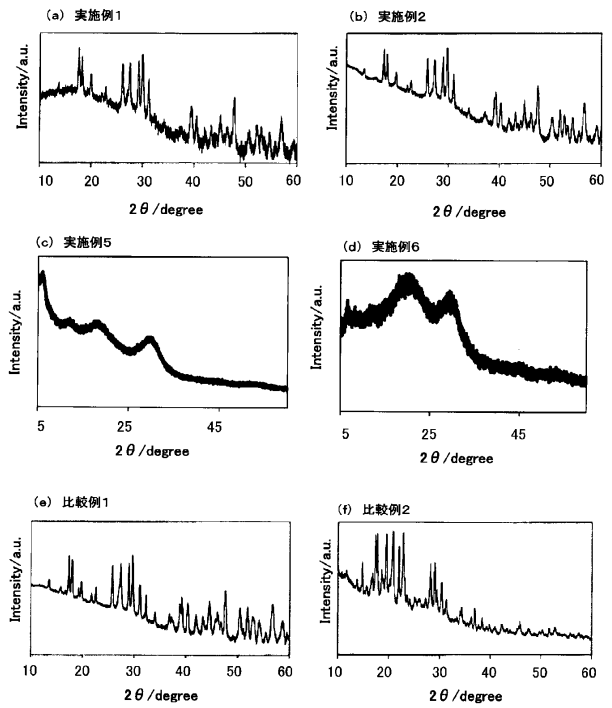 (a) 実施例1
(b) 実施例2
Intensity/a.u.
Intensity/a.u.
10 20 30 40 50 60
10 20 30 40 50 60
2θ/degree
2θ/degree
(c) 実施例5
(d) 実施例6
Intensity/a.u.
Intensity/a.u.
5 25 45
5 25 45
2θ/degree
2θ/degree
(e) 比較例1
(f) 比較例2
Intensity/a.u.
Intensity/a.u.
10 20 30 40 50 60
10 20 30 40 50 60
2θ/degree
2θ/degree